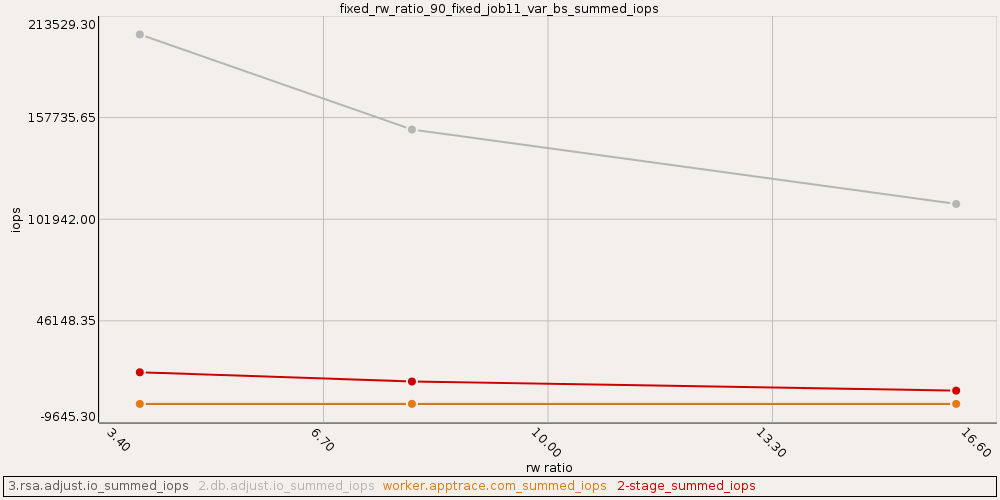 fixed_rw_ratio_90_fixed_job11_var_bs_summed_iops
213529.30
157735.65
101942.00
46148.35
-9645.30
iops
3.40
6.70
10.00
13.30
16.60
rw ratio
3.rsa.adjust.io_summed_iops 2.db.adjust.io_summed_iops worker.apptrace.com_summed_iops 2-stage_summed_iops